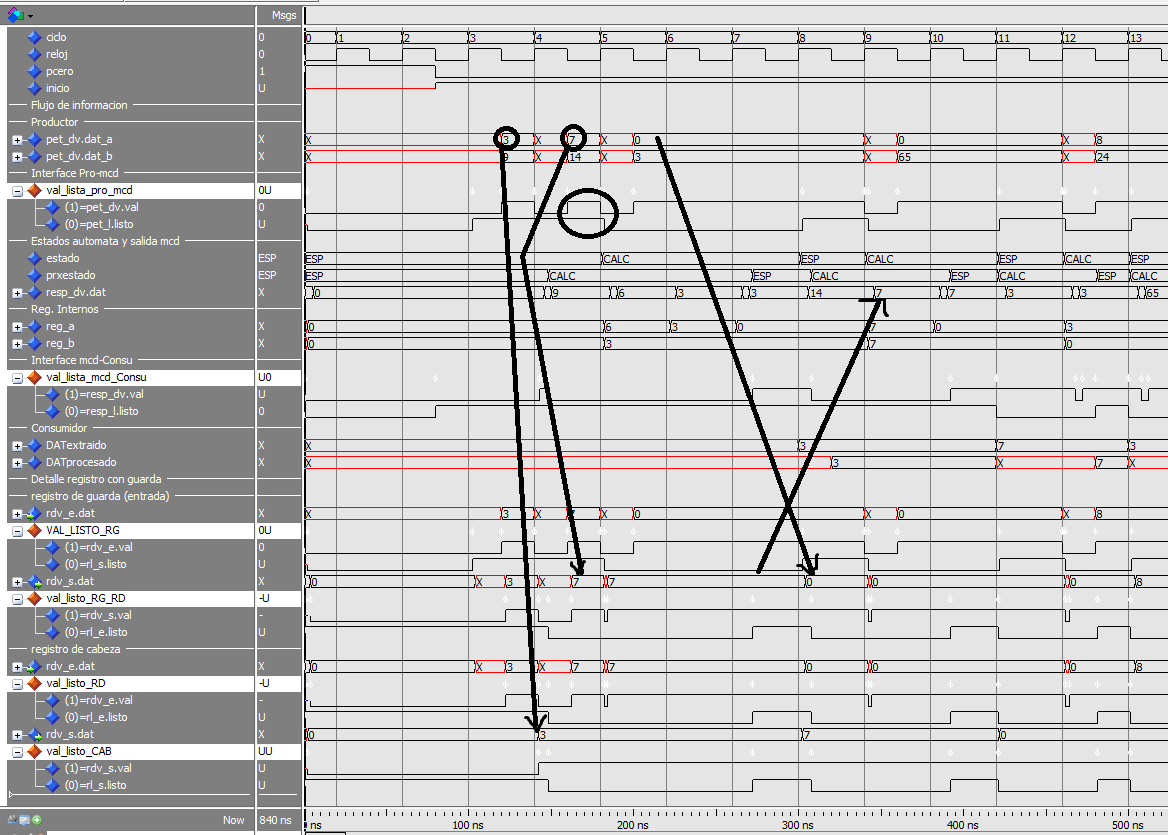 Msgs
ciclo 0 0 1 2 3 4 5 6 7 8 9 10 11 12 13
reloj 0
pcero 1
inicio U
Flujo de informacion
Productor
pet_dv.dat_a X X 3 X 7 X 0 X 0 X 8
pet_dv.dat_b X X 9 X 14 X 3 X 65 X 24
Interface Pro-mcd
val_lista_pro_mcd 0U
(1)=pet_dv.val 0
(0)=pet_l.listo U
Estados automata y salida mcd
estado ESP ESP CALC ESP CALC ESP CALC ESP
prxestado ESP ESP CALC ESP CALC ESP CALC ESP CALC
resp_dv.dat X 0 9 6 3 3 14 7 7 3 3 65
Reg. Internos
reg_a X 0 6 3 0 7 0 3
reg_b X 0 3 7 0
Interface mcd-Consu
val_lista_mcd_Consu U0
(1)=resp_dv.val U
(0)=resp_l.listo 0
Consumidor
DATextraido X X 3 7 3
DATprocesado X X 3 X 7 X
Detalle registro con guarda
registro de guarda (entrada)
rdv_e.dat X X 3 X 7 X 0 X 0 X 8
VAL_LISTO_RG 0U
(1)=rdv_e.val 0
(0)=rl_s.listo U
rdv_s.dat X 0 X 3 X 7 7 0 0 0 8
val_listo_RG_RD -U
(1)=rdv_s.val -
(0)=rl_e.listo U
registro de cabeza
rdv_e.dat X 0 X 3 X 7 7 0 0 0 8
val_listo_RD -U
(1)=rdv_e.val -
(0)=rl_e.listo U
rdv_s.dat X 0 3 7 0
val_listo_CAB UU
(1)=rdv_s.val U
(0)=rl_s.listo U
Now 840 ns ns 100 ns 200 ns 300 ns 400 ns 500 ns